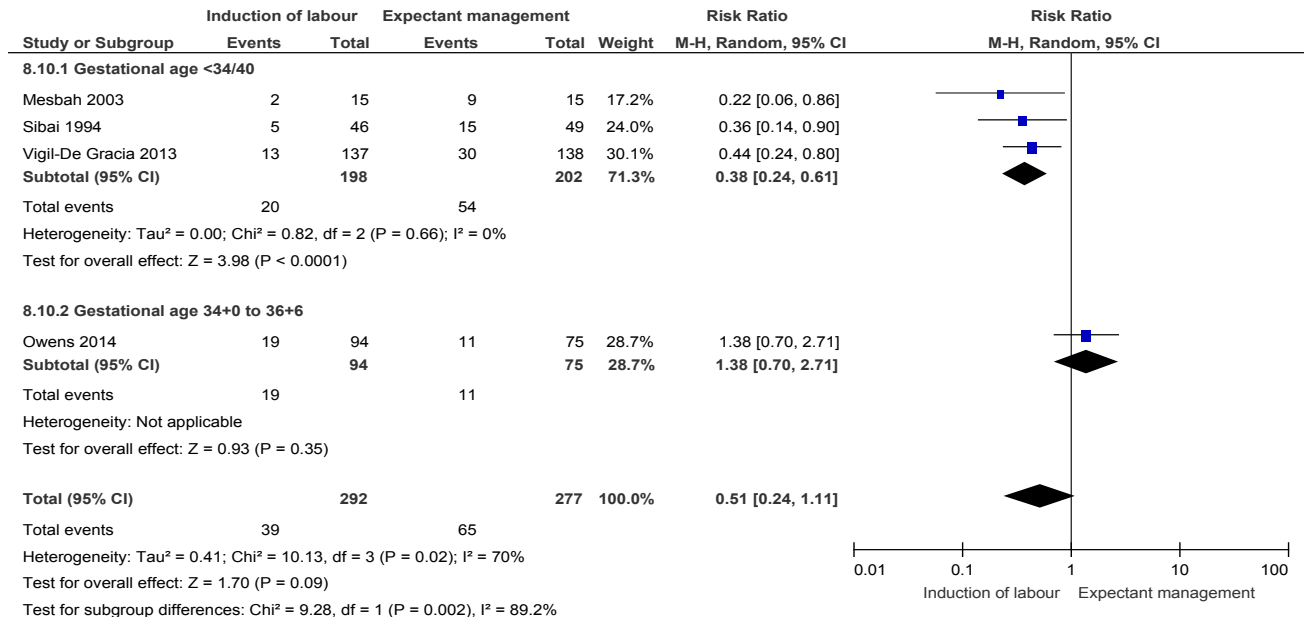 Induction of labour Expectant management Risk Ratio Risk Ratio
Study or Subgroup Events Total Events Total Weight M-H, Random, 95% CI M-H, Random, 95% CI
8.10.1 Gestational age <34/40
Mesbah 2003 2 15 9 15 17.2% 0.22 [0.06, 0.86]
Sibai 1994 5 46 15 49 24.0% 0.36 [0.14, 0.90]
Vigil-De Gracia 2013 13 137 30 138 30.1% 0.44 [0.24, 0.80]
Subtotal (95% CI) 198 202 71.3% 0.38 [0.24, 0.61]
Total events 20 54
Heterogeneity: Tau² = 0.00; Chi² = 0.82, df = 2 (P = 0.66); I² = 0%
Test for overall effect: Z = 3.98 (P < 0.0001)
8.10.2 Gestational age 34+0 to 36+6
Owens 2014 19 94 11 75 28.7% 1.38 [0.70, 2.71]
Subtotal (95% CI) 94 75 28.7% 1.38 [0.70, 2.71]
Total events 19 11
Heterogeneity: Not applicable
Test for overall effect: Z = 0.93 (P = 0.35)
Total (95% CI) 292 277 100.0% 0.51 [0.24, 1.11]
Total events 39 65
Heterogeneity: Tau² = 0.41; Chi² = 10.13, df = 3 (P = 0.02); I² = 70%
Test for overall effect: Z = 1.70 (P = 0.09)
Test for subgroup differences: Chi² = 9.28, df = 1 (P = 0.002), I² = 89.2%
0.01 0.1 1 10 100
Induction of labour Expectant management